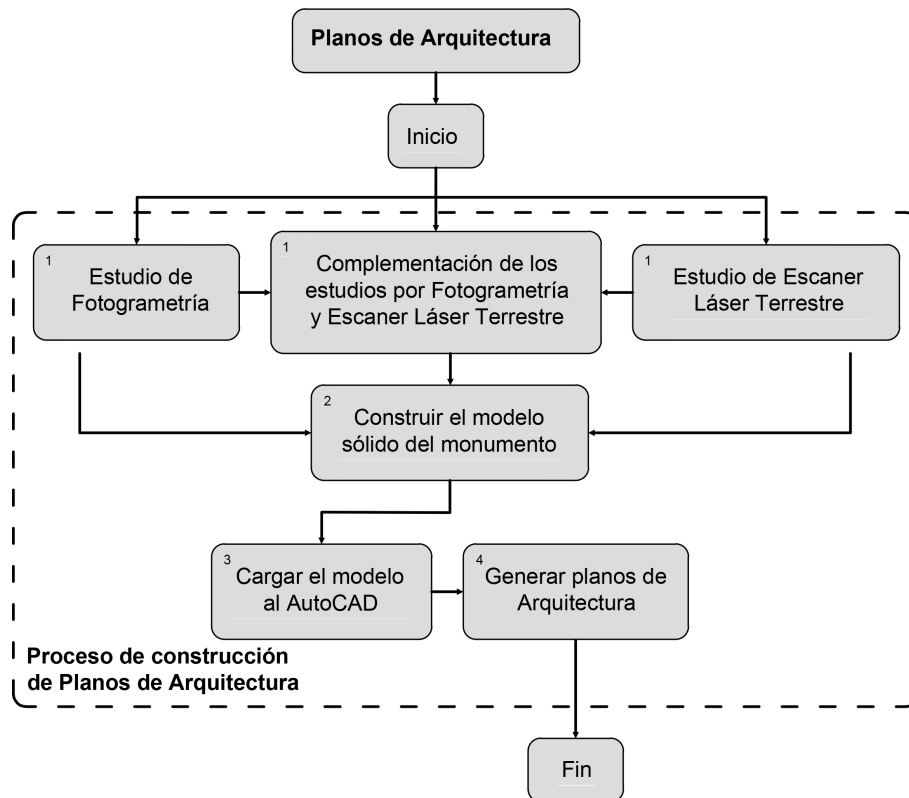 Planos de Arquitectura
Inicio
1
Estudio de
Fotogrametría
1
Complementación de los
estudios por Fotogrametría
y Escaner Láser Terrestre
1
Estudio de Escaner
Láser Terrestre
2
Construir el modelo
sólido del monumento
3
Cargar el modelo
al AutoCAD
4
Generar planos de
Arquitectura
Proceso de construcción
de Planos de Arquitectura
Fin